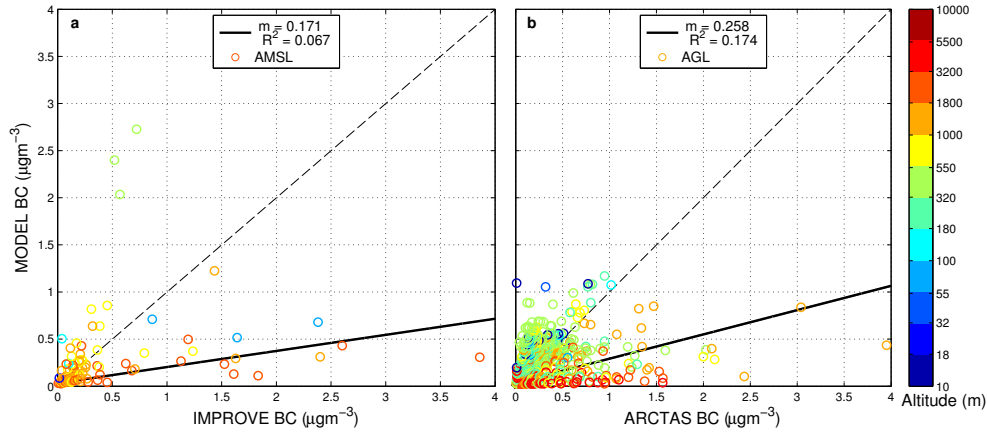 a
m = 0.171
R² = 0.067
AMSL
4
3.5
3
2.5
2
1.5
1
0.5
0
MODEL BC (µgm⁻³)
0 0.5 1 1.5 2 2.5 3 3.5 4
IMPROVE BC (µgm⁻³)
b
m = 0.258
R² = 0.174
AGL
0 0.5 1 1.5 2 2.5 3 3.5 4
ARCTAS BC (µgm⁻³)
10000
5500
3200
1800
1000
550
320
180
100
55
32
18
10
Altitude (m)